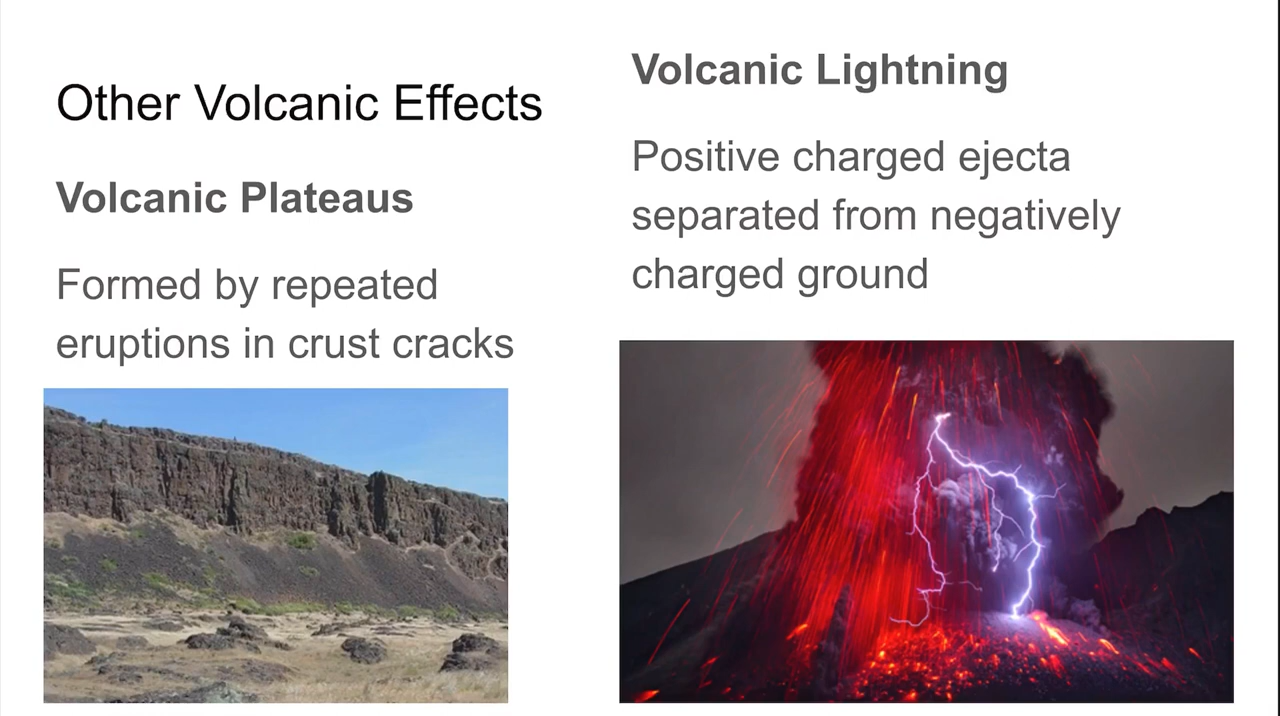 Other Volcanic Effects
Volcanic Plateaus
Formed by repeated
eruptions in crust cracks
Volcanic Lightning
Positive charged ejecta
separated from negatively
charged ground